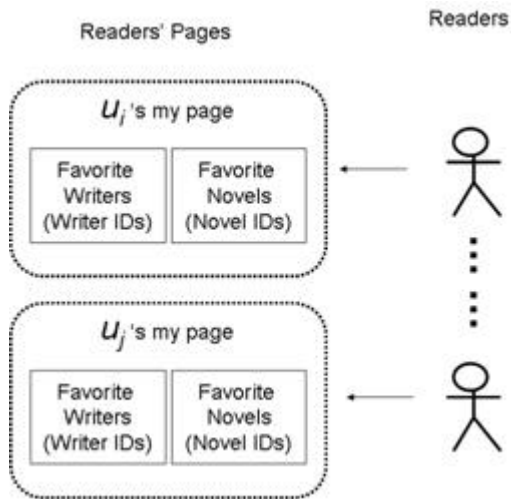 Readers' Pages
Readers
u_i 's my page
Favorite
Writers
(Writer IDs)
Favorite
Novels
(Novel IDs)
u_j 's my page
Favorite
Writers
(Writer IDs)
Favorite
Novels
(Novel IDs)